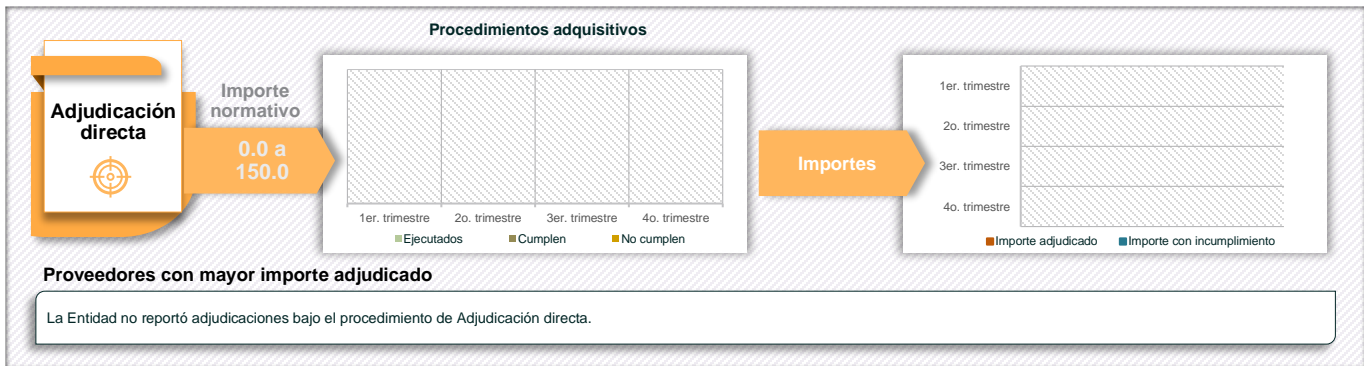 Procedimientos adquisitivos
Adjudicación
directa
Importe
normativo
0.0 a
150.0
1er. trimestre
2o. trimestre
3er. trimestre
4o. trimestre
Ejecutados
Cumplen
No cumplen
Importes
1er. trimestre
2o. trimestre
3er. trimestre
4o. trimestre
Importe adjudicado
Importe con incumplimiento
Proveedores con mayor importe adjudicado
La Entidad no reportó adjudicaciones bajo el procedimiento de Adjudicación directa.